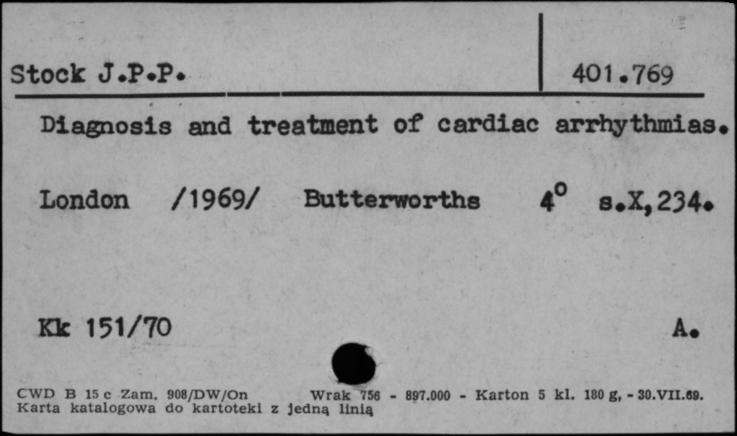 Stock J.P.P. 401.769
Diagnosis and treatment of cardiac arrhythmias.
London /1969/ Butterworths 4° s.X,234.
Kk 151/70 A.
CWD B 15 c Zam. 908/DW/On Wrak 756 - 897.000 - Karton 5 kl. 180 g, - 30.VII.69.
Karta katalogowa do kartoteki z jedną linią